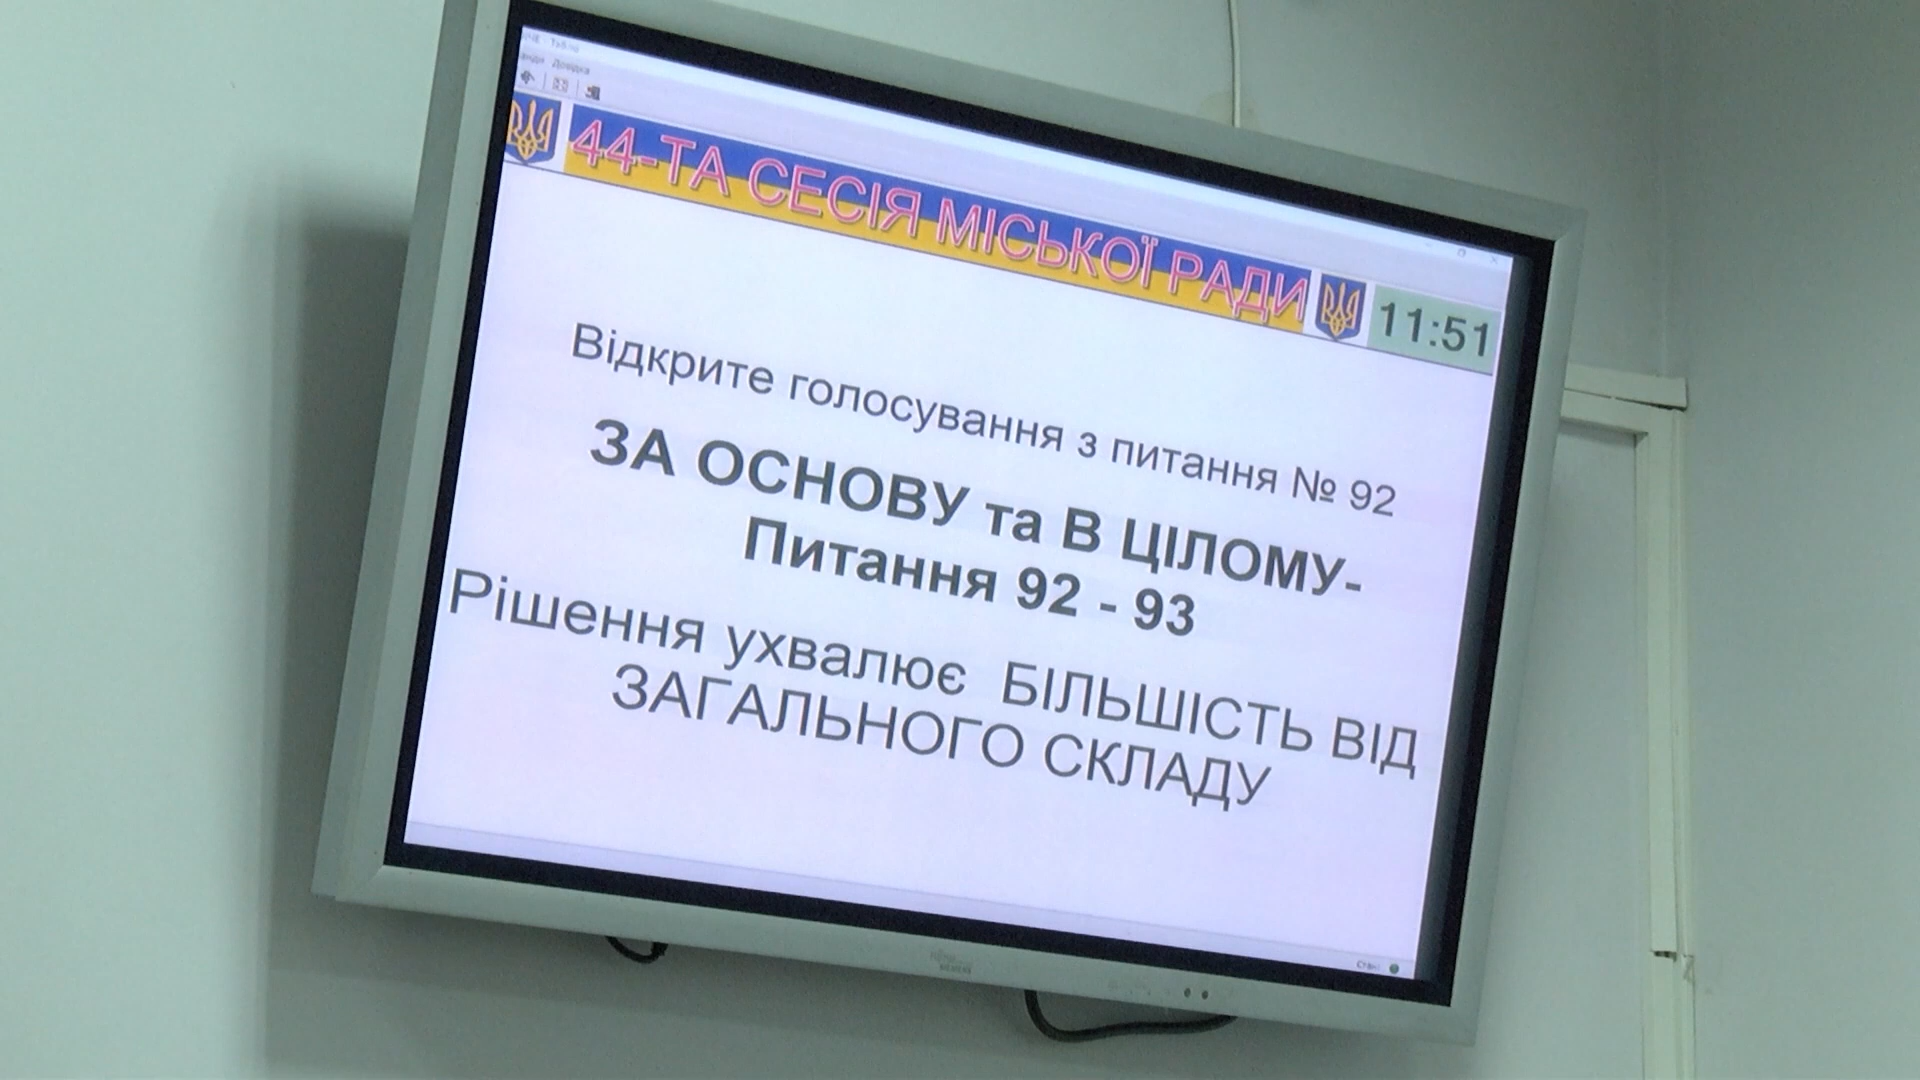 Довідка
44-ТА СЕСІЯ МІСЬКОЇ РАДИ
11:51
Відкрите голосування з питання № 92
ЗА ОСНОВУ та В ЦІЛОМУ-
Питання 92 - 93
Рішення ухвалює БІЛЬШІСТЬ ВІД
ЗАГАЛЬНОГО СКЛАДУ